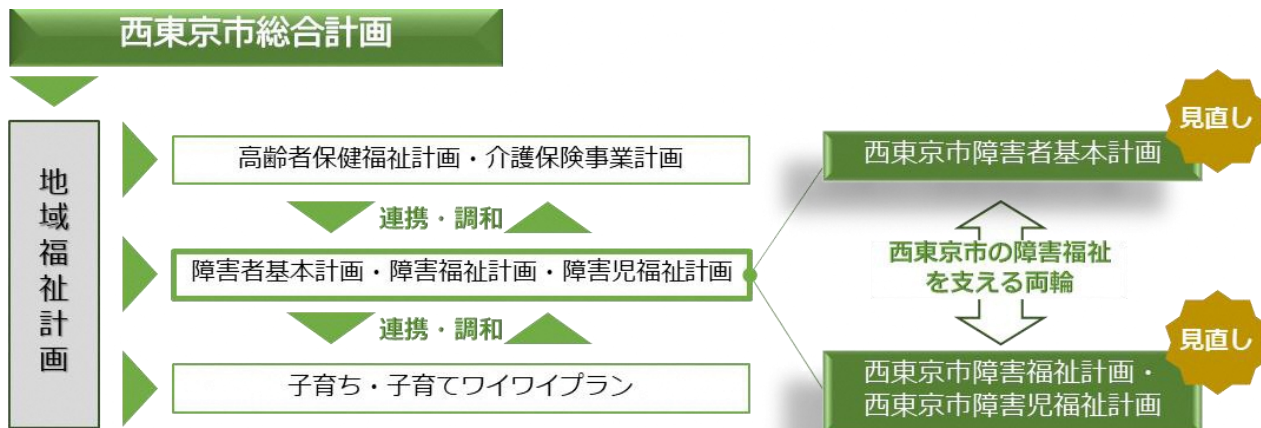 西東京市総合計画
地域福祉計画
高齢者保健福祉計画・介護保険事業計画
連携・調和
障害者基本計画・障害福祉計画・障害児福祉計画
連携・調和
子育ち・子育てワイワイプラン
見直し
西東京市障害者基本計画
西東京市の障害福祉
を支える両輪
見直し
西東京市障害福祉計画・
西東京市障害児福祉計画